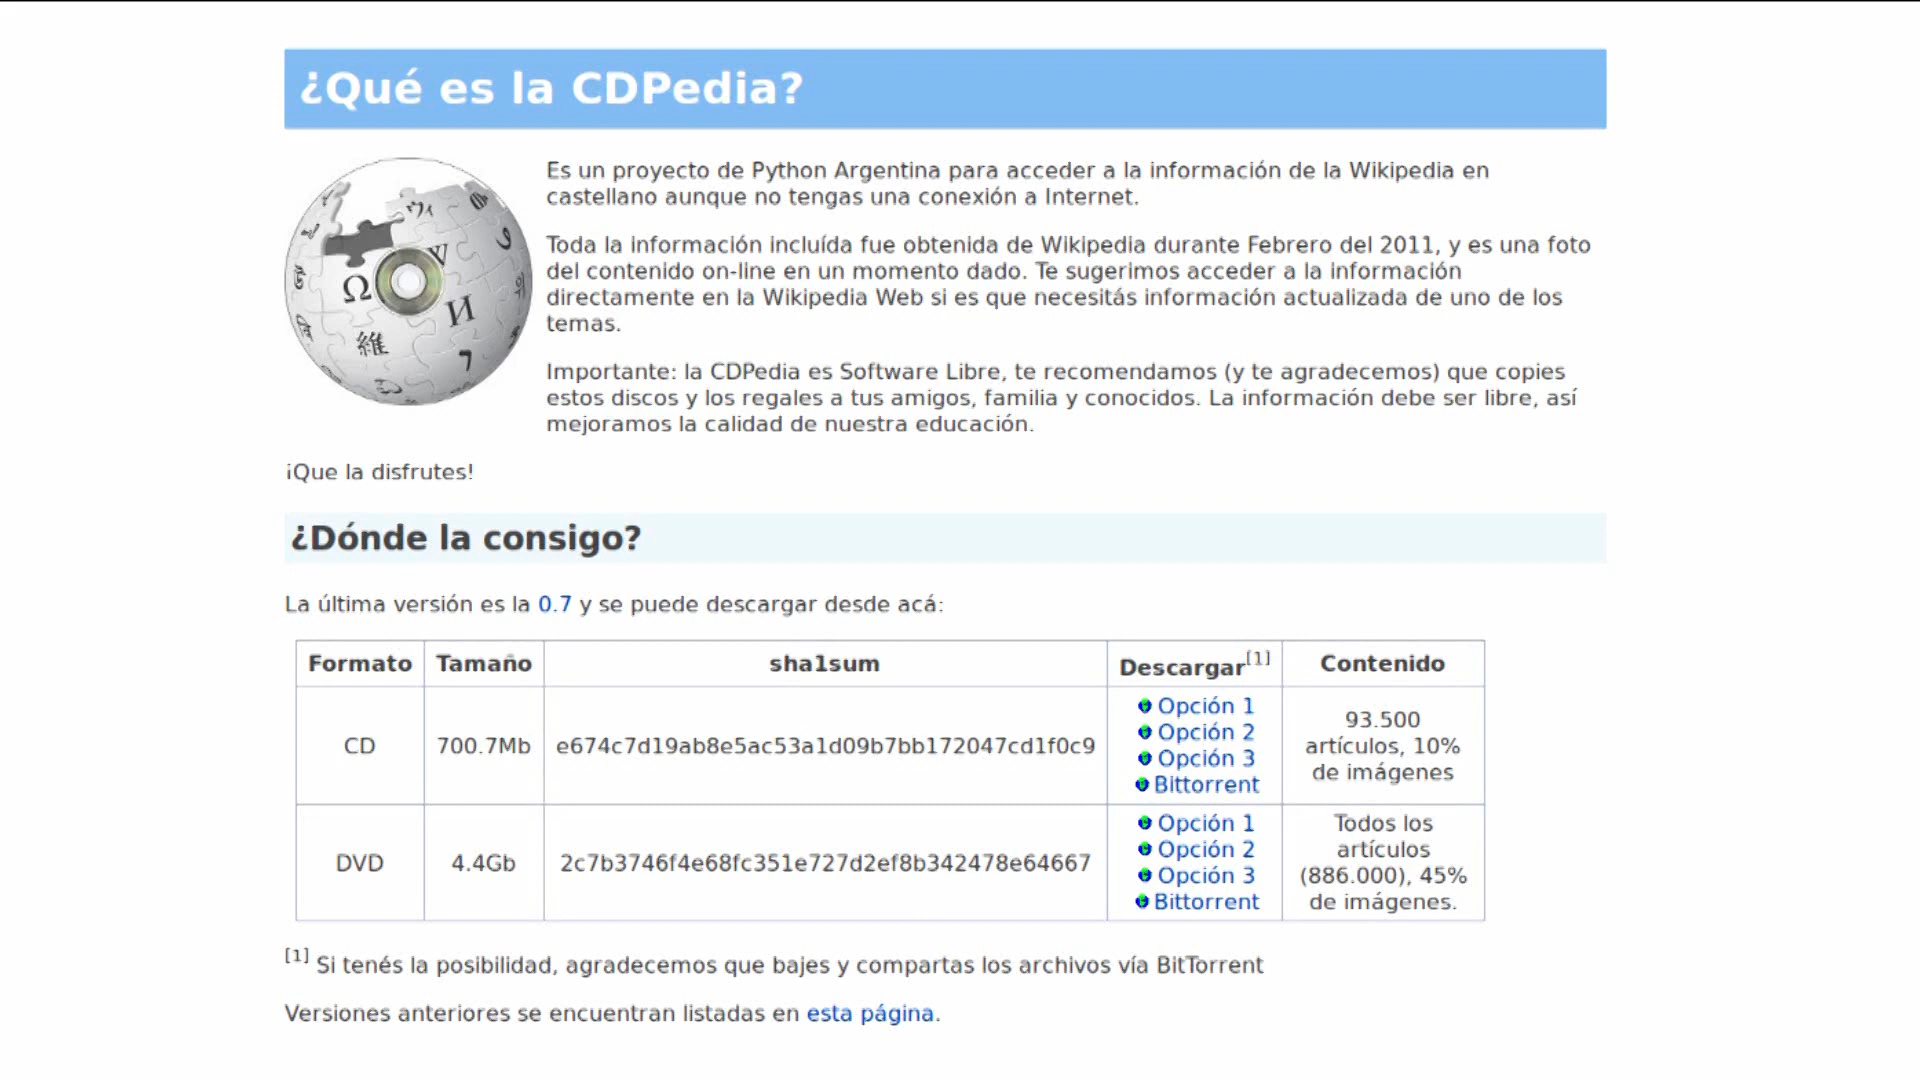 ¿Qué es la CDPedia?
Es un proyecto de Python Argentina para acceder a la información de la Wikipedia en
castellano aunque no tengas una conexión a Internet.
Toda la información incluída fue obtenida de Wikipedia durante Febrero del 2011, y es una foto
del contenido on-line en un momento dado. Te sugerimos acceder a la información
directamente en la Wikipedia Web si es que necesitás información actualizada de uno de los
temas.
Importante: la CDPedia es Software Libre, te recomendamos (y te agradecemos) que copies
estos discos y los regales a tus amigos, familia y conocidos. La información debe ser libre, así
mejoramos la calidad de nuestra educación.
¡Que la disfrutes!
¿Dónde la consigo?
La última versión es la 0.7 y se puede descargar desde acá:
Formato Tamaño sha1sum Descargar[1] Contenido
CD 700.7Mb e674c7d19ab8e5ac53a1d09b7bb172047cd1f0c9
Opción 1
Opción 2
Opción 3
Bittorrent
93.500
artículos, 10%
de imágenes
DVD 4.4Gb 2c7b3746f4e68fc351e727d2ef8b342478e64667
Opción 1
Opción 2
Opción 3
Bittorrent
Todos los
artículos
(886.000), 45%
de imágenes.
[1] Si tenés la posibilidad, agradecemos que bajes y compartas los archivos vía BitTorrent
Versiones anteriores se encuentran listadas en esta página.